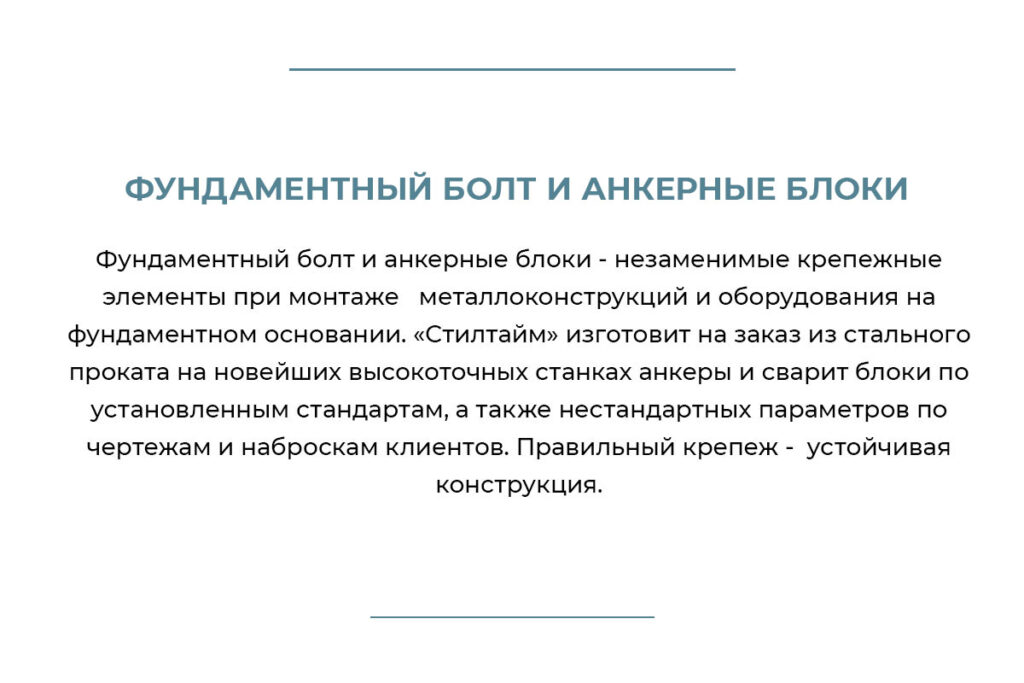 ФУНДАМЕНТНЫЙ БОЛТ И АНКЕРНЫЕ БЛОКИ
Фундаментный болт и анкерные блоки - незаменимые крепежные
элементы при монтаже   металлоконструкций и оборудования на
фундаментном основании. «Стилтайм» изготовит на заказ из стального
проката на новейших высокоточных станках анкеры и сварит блоки по
установленным стандартам, а также нестандартных параметров по
чертежам и наброскам клиентов. Правильный крепеж -  устойчивая
конструкция.